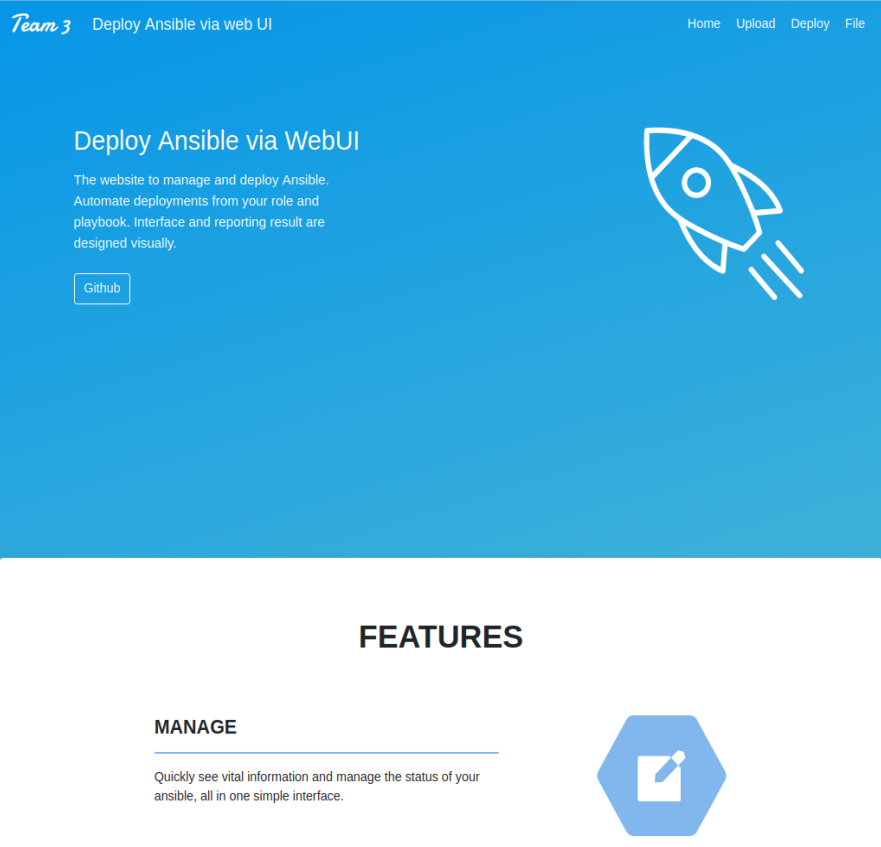 Team 3 Deploy Ansible via web UI Home Upload Deploy File
Deploy Ansible via WebUI
The website to manage and deploy Ansible.
Automate deployments from your role and
playbook. Interface and reporting result are
designed visually.
Github
FEATURES
MANAGE
Quickly see vital information and manage the status of your
ansible, all in one simple interface.